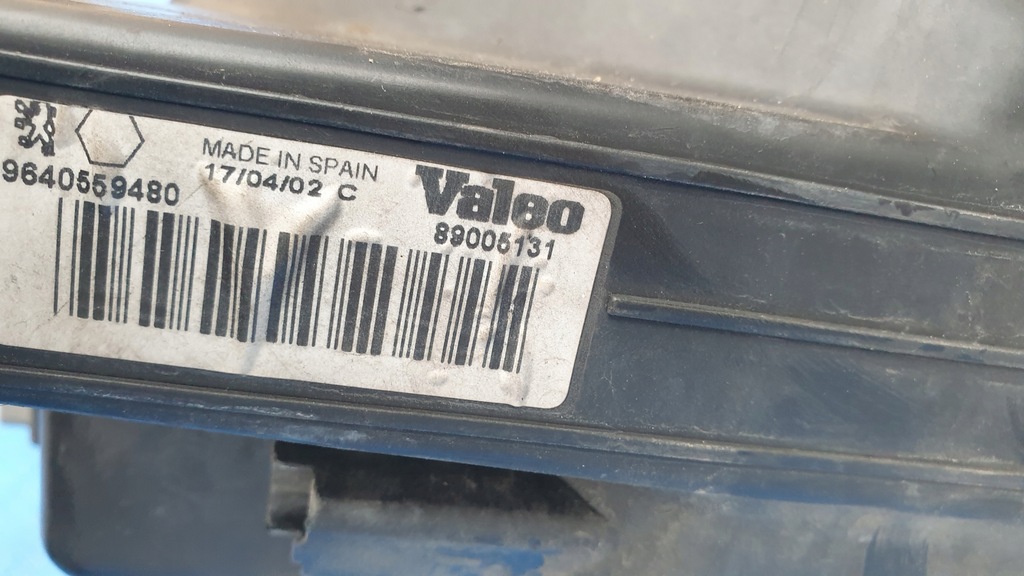 MADE IN SPAIN
17/04/02 C
Valeo
9640559480
89005131